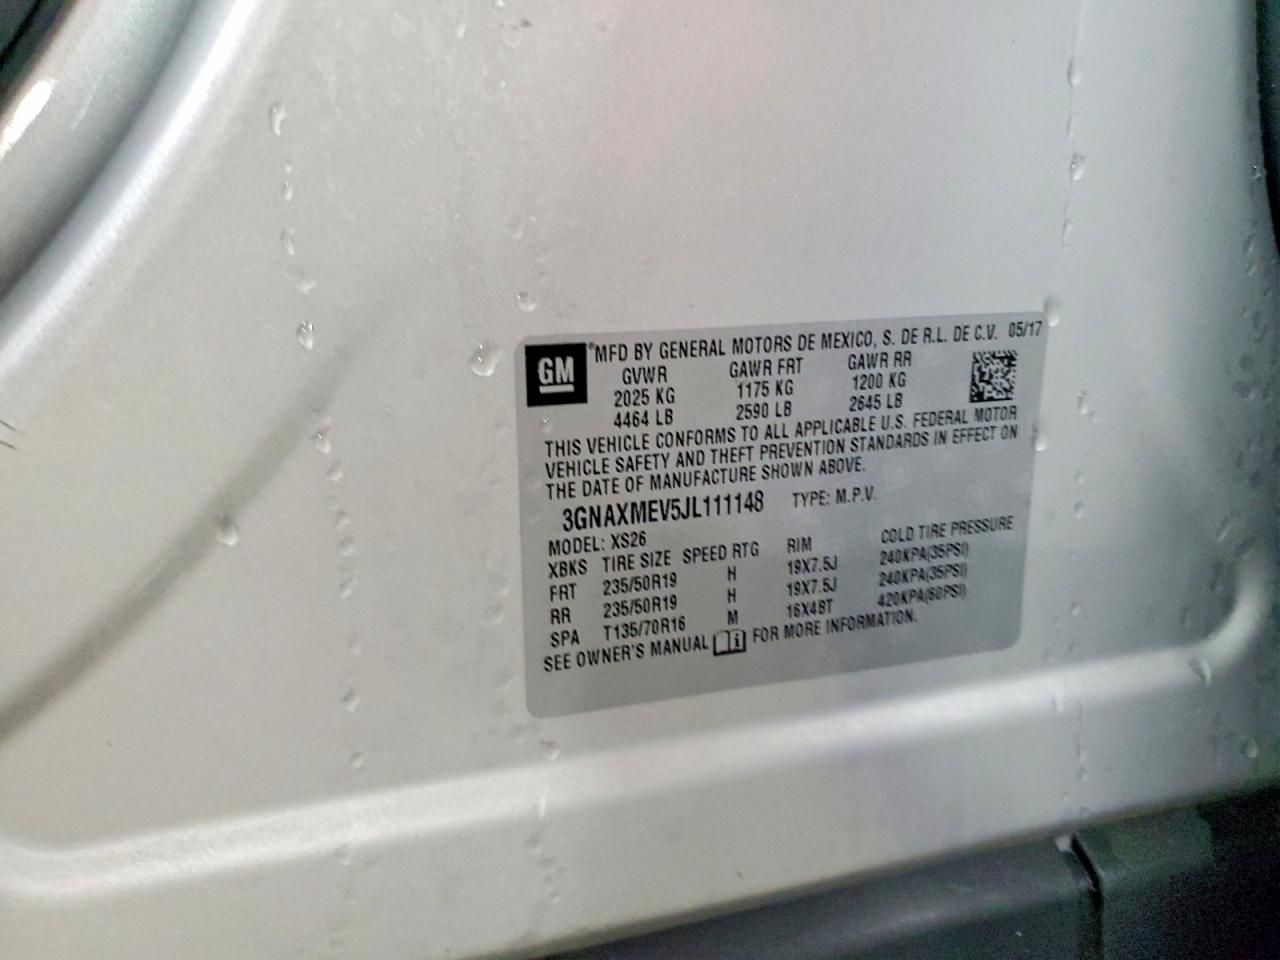 GM
MFD BY GENERAL MOTORS DE MEXICO, S. DE R.L. DE C.V. 05/17
GVWR GAWR FRT GAWR RR
2025 KG 1175 KG 1200 KG
4464 LB 2590 LB 2645 LB
THIS VEHICLE CONFORMS TO ALL APPLICABLE U.S. FEDERAL MOTOR
VEHICLE SAFETY AND THEFT PREVENTION STANDARDS IN EFFECT ON
THE DATE OF MANUFACTURE SHOWN ABOVE.
3GNAXMEV5JL111148 TYPE: M.P.V.
MODEL: XS26
XBKS TIRE SIZE SPEED RTG RIM COLD TIRE PRESSURE
FRT 235/50R19 H 19X7.5J 240KPA(35PSI)
RR 235/50R19 H 19X7.5J 240KPA(35PSI)
SPA T135/70R16 M 16X4BT 420KPA(60PSI)
SEE OWNER'S MANUAL FOR MORE INFORMATION.